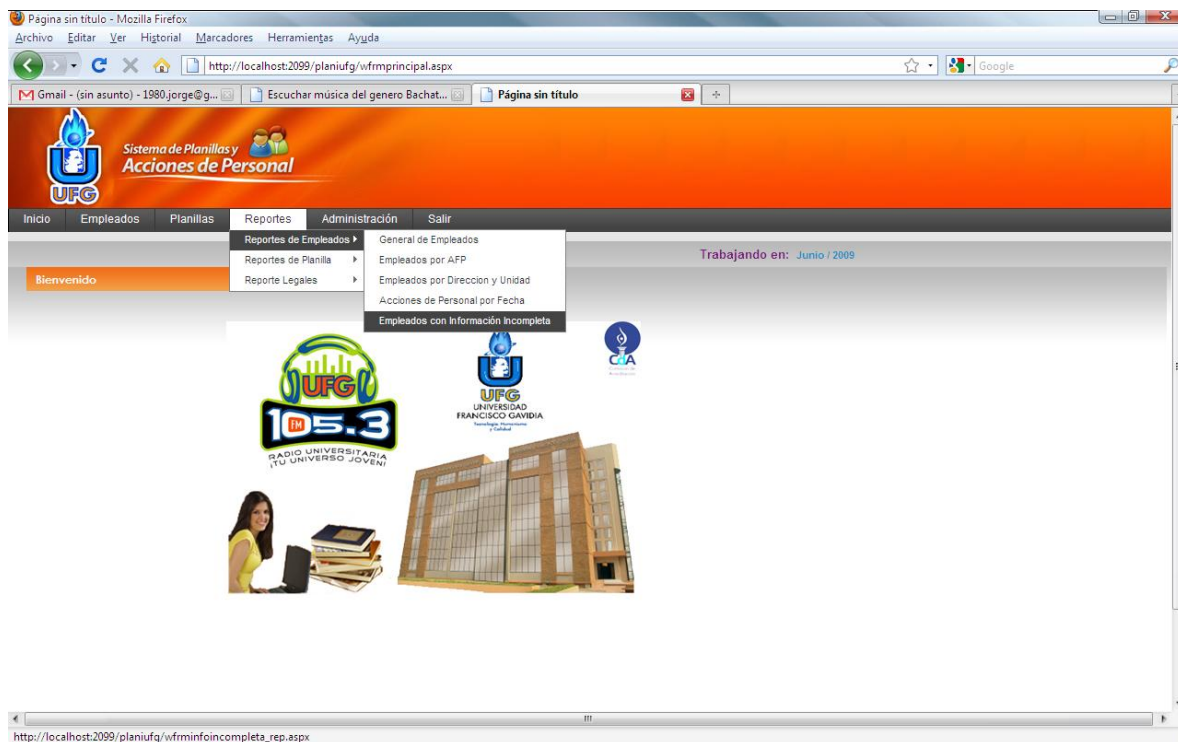 Página sin título - Mozilla Firefox
Archivo Editar Ver Historial Marcadores Herramientas Ayuda
http://localhost:2099/planiufg/wfrmprincipal.aspx
Google
Gmail - (sin asunto) - 1980.jorge@g...
Escuchar música del genero Bachat...
Página sin título
Sistema de Planillas y
Acciones de Personal
UFG
Inicio Empleados Planillas Reportes Administración Salir
Reportes de Empleados
Reportes de Planilla
Reporte Legales
General de Empleados
Empleados por AFP
Empleados por Direccion y Unidad
Acciones de Personal por Fecha
Empleados con Información Incompleta
Trabajando en: Junio / 2009
Bienvenido
UFG
105.3
FM
RADIO UNIVERSITARIA
¡TU UNIVERSO JOVEN!
UFG
UNIVERSIDAD
FRANCISCO GAVIDIA
Tecnología, Humanismo
y Calidad
CdA
http://localhost:2099/planiufg/wfrminfoincompleta_rep.aspx